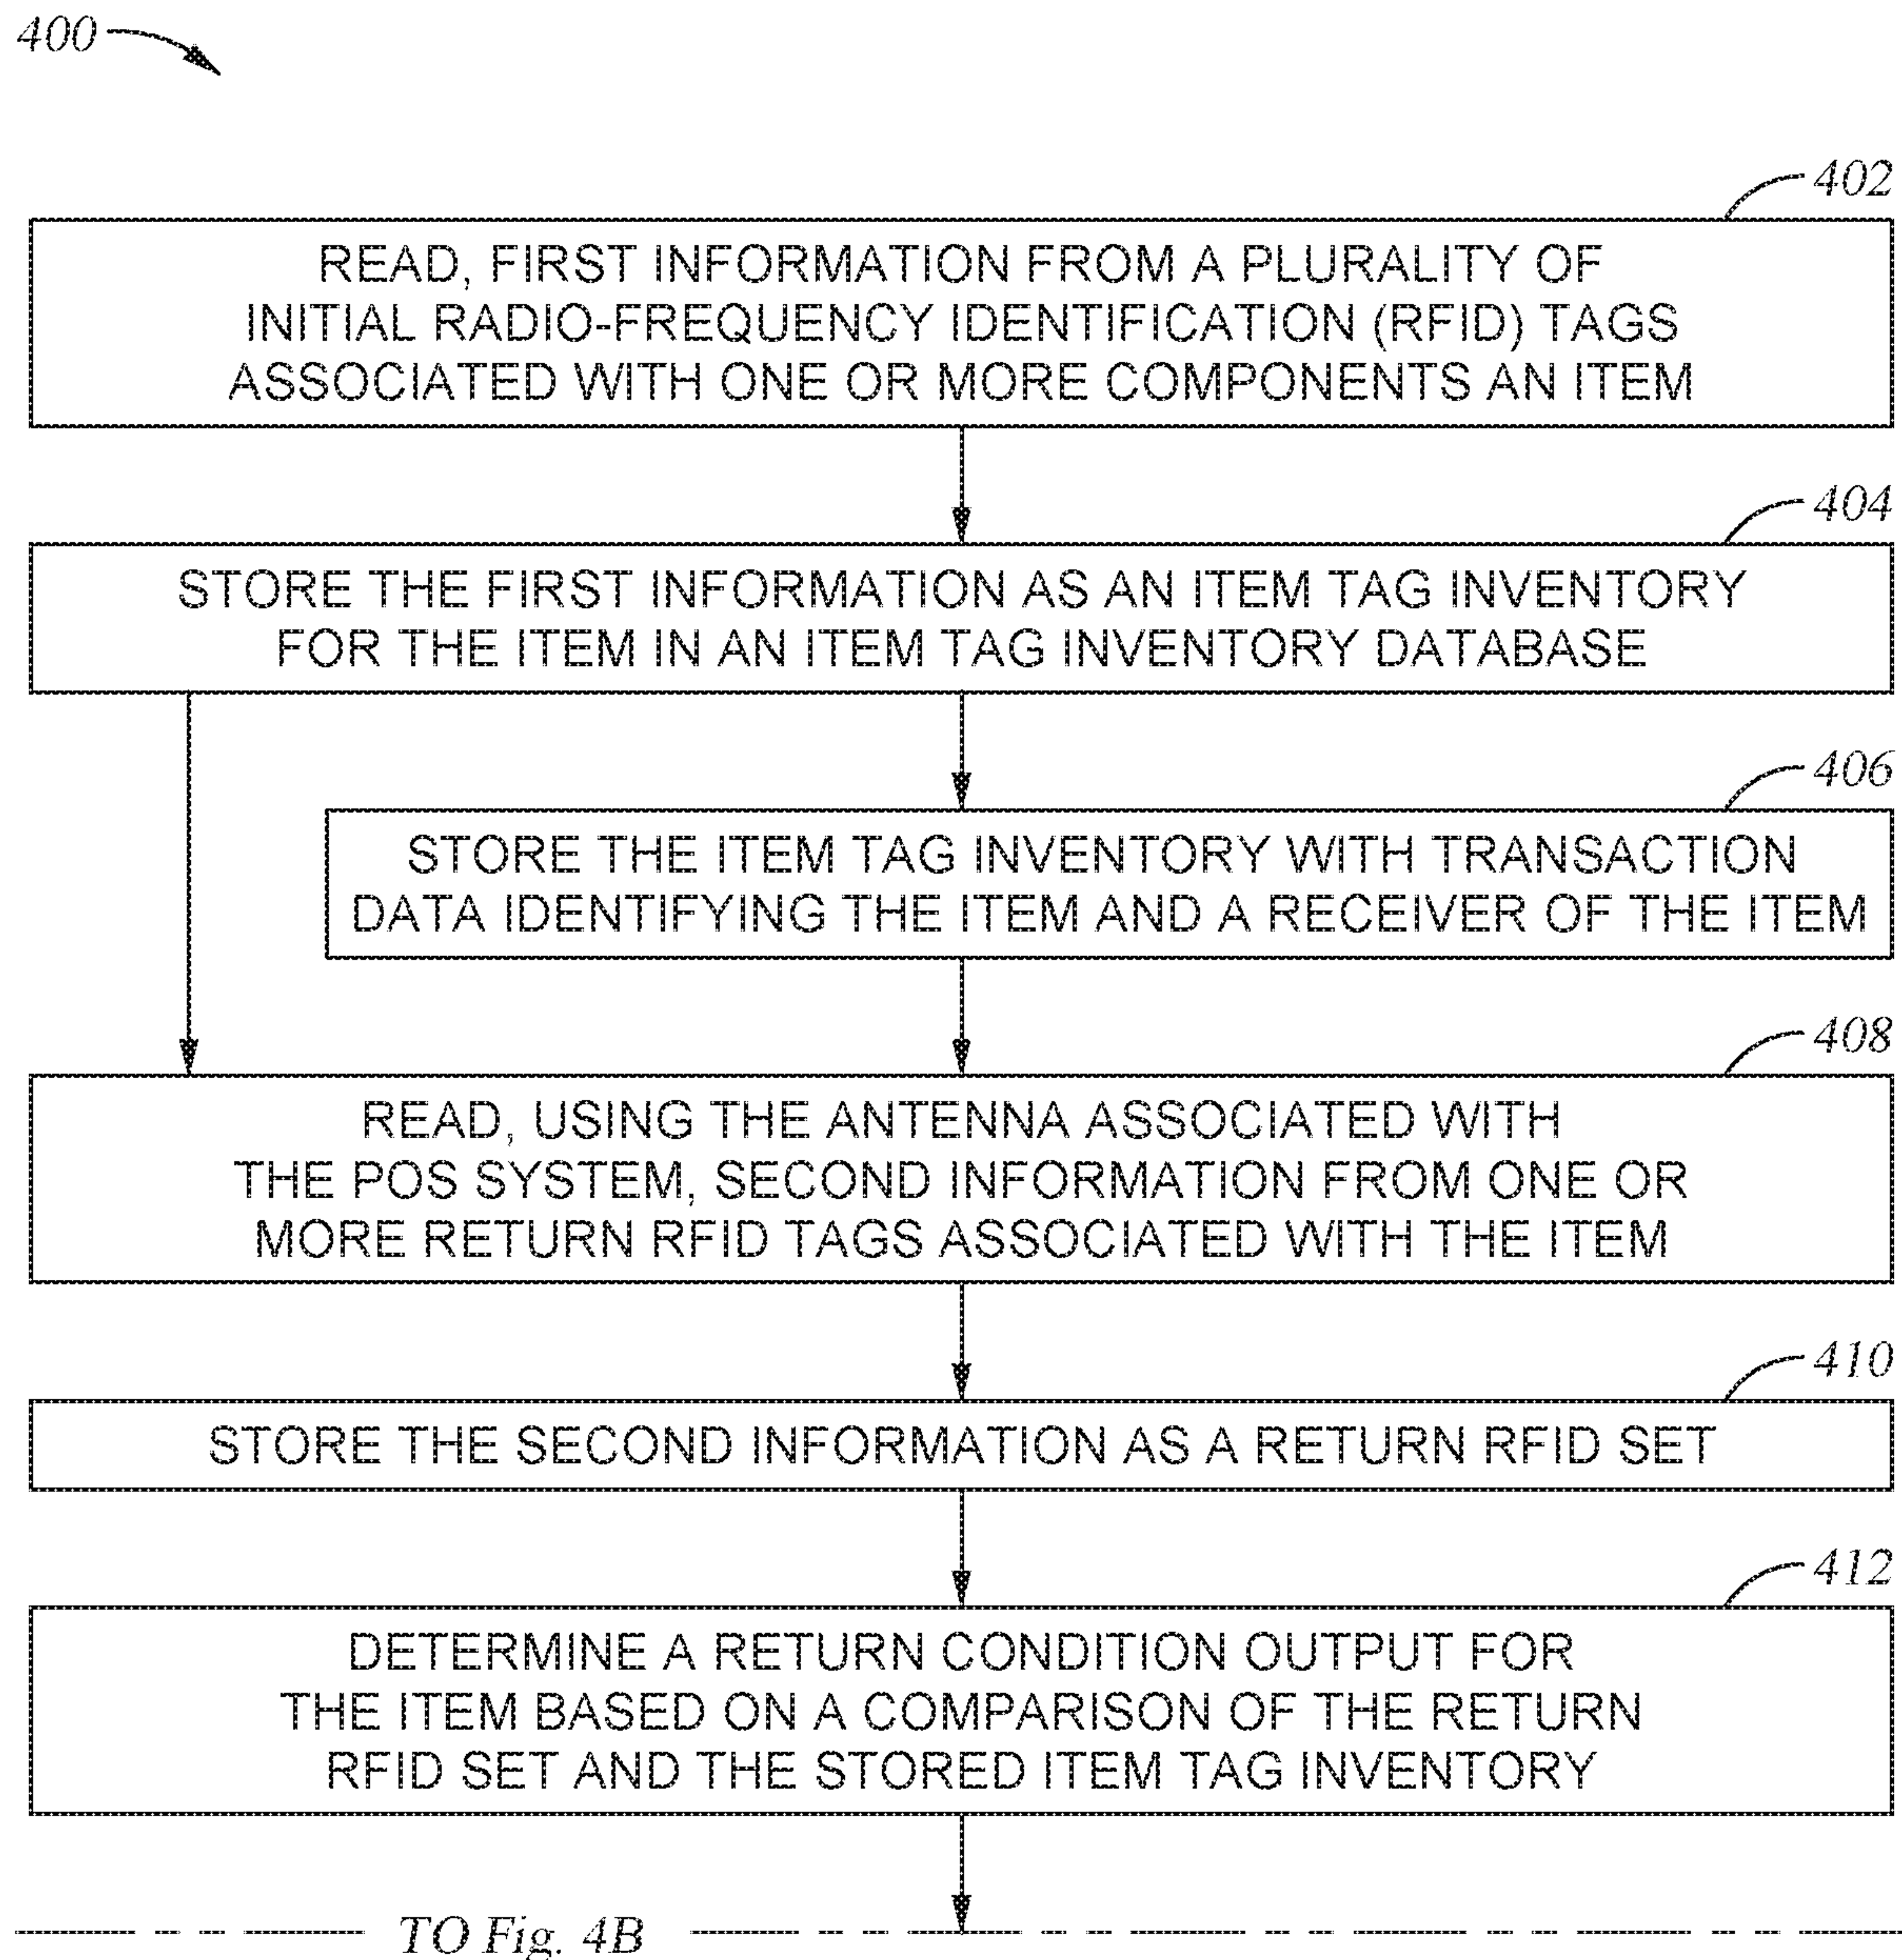 400
402
READ, FIRST INFORMATION FROM A PLURALITY OF
INITIAL RADIO-FREQUENCY IDENTIFICATION (RFID) TAGS
ASSOCIATED WITH ONE OR MORE COMPONENTS AN ITEM
404
STORE THE FIRST INFORMATION AS AN ITEM TAG INVENTORY
FOR THE ITEM IN AN ITEM TAG INVENTORY DATABASE
406
STORE THE ITEM TAG INVENTORY WITH TRANSACTION
DATA IDENTIFYING THE ITEM AND A RECEIVER OF THE ITEM
408
READ, USING THE ANTENNA ASSOCIATED WITH
THE POS SYSTEM, SECOND INFORMATION FROM ONE OR
MORE RETURN RFID TAGS ASSOCIATED WITH THE ITEM
410
STORE THE SECOND INFORMATION AS A RETURN RFID SET
412
DETERMINE A RETURN CONDITION OUTPUT FOR
THE ITEM BASED ON A COMPARISON OF THE RETURN
RFID SET AND THE STORED ITEM TAG INVENTORY
TO Fig. 4B